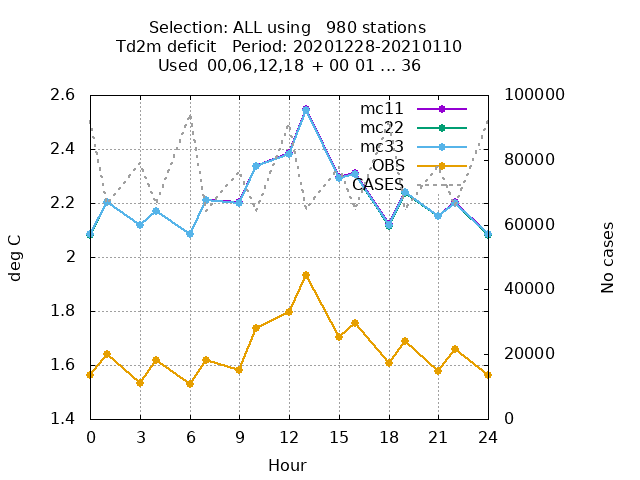 Selection: ALL using   980 stations
Td2m deficit   Period: 20201228-20210110
Used  00,06,12,18  + 00 01 ... 36
2.6
2.4
2.2
2
1.8
1.6
1.4
deg C
100000
80000
60000
40000
20000
0
No cases
mc11
mc22
mc33
OBS
CASES
0 3 6 9 12 15 18 21 24
Hour